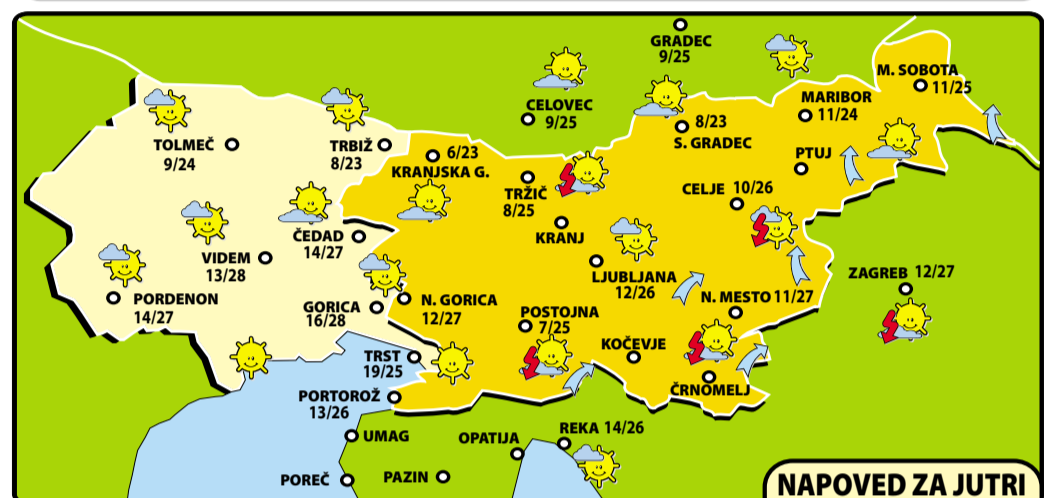 GRADEC
9/25
M. SOBOTA
11/25
CELOVEC
9/25
MARIBOR
11/24
8/23
S. GRADEC
TOLMEČ
9/24
TRBIŽ
8/23
6/23
KRANJSKA G.
PTUJ
TRŽIČ
8/25
CELJE 10/26
KRANJ
ČEDAD
14/27
VIDEM
13/28
LJUBLJANA
12/26
ZAGREB 12/27
PORDENON
14/27
GORICA
16/28
N. GORICA
12/27
N. MESTO 11/27
POSTOJNA
7/25
KOČEVJE
TRST
19/25
ČRNOMELJ
PORTOROŽ
13/26
UMAG
OPATIJA
REKA 14/26
POREČ
PAZIN
NAPOVED ZA JUTRI